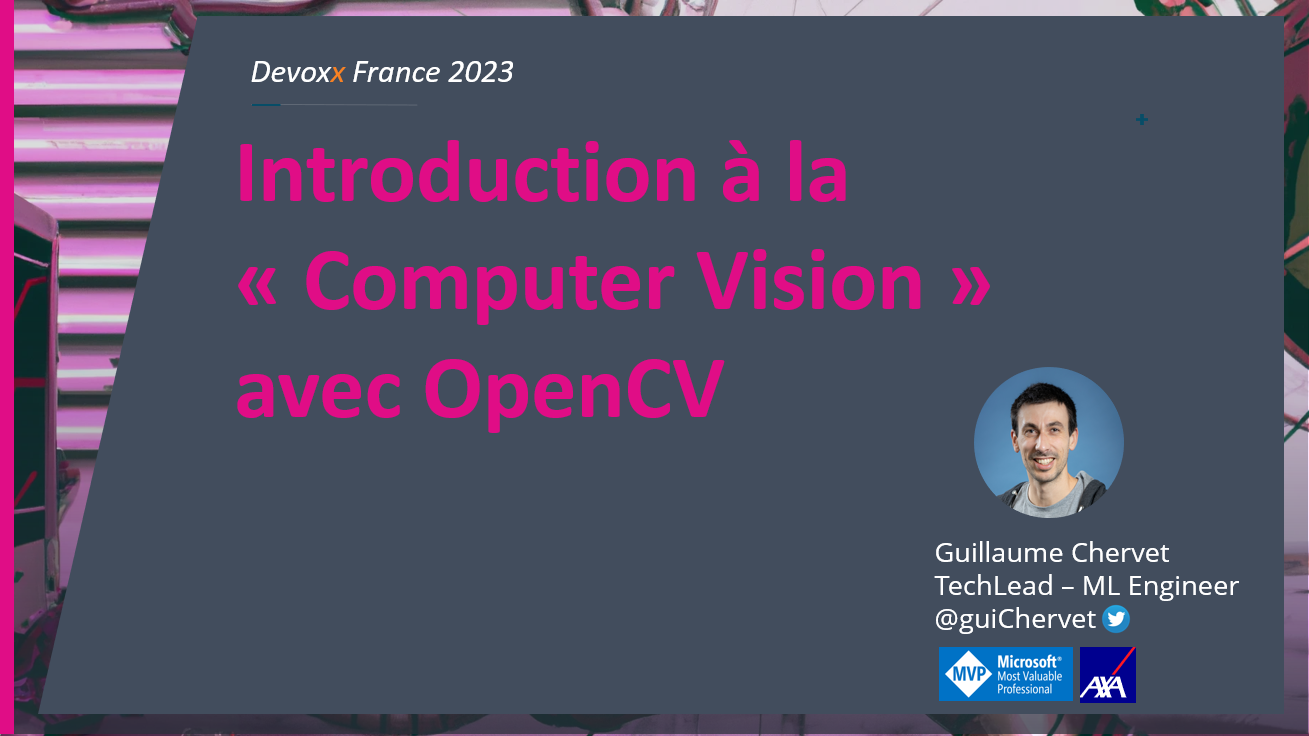 Devoxx France 2023
Introduction à la
« Computer Vision »
avec OpenCV
Guillaume Chervet
TechLead – ML Engineer
@guiChervet
MVP
Microsoft®
Most Valuable
Professional
AXA